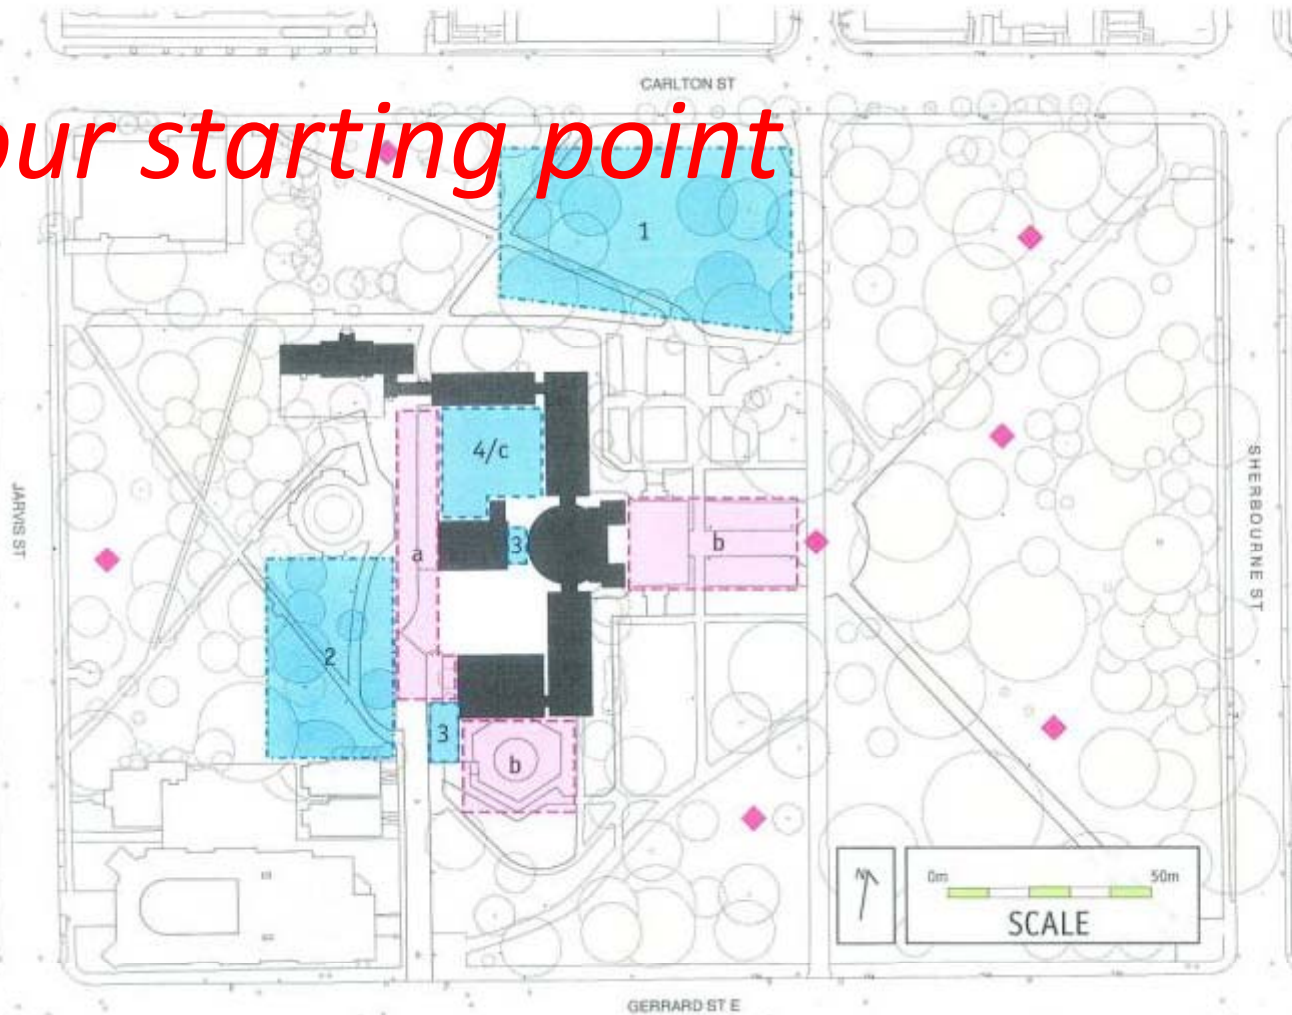 CARLTON ST
our starting point
1
4/c
a
3
b
JARVIS ST
SHERBOURNE ST
2
3
b
N
0m 50m
SCALE
GERRARD ST E